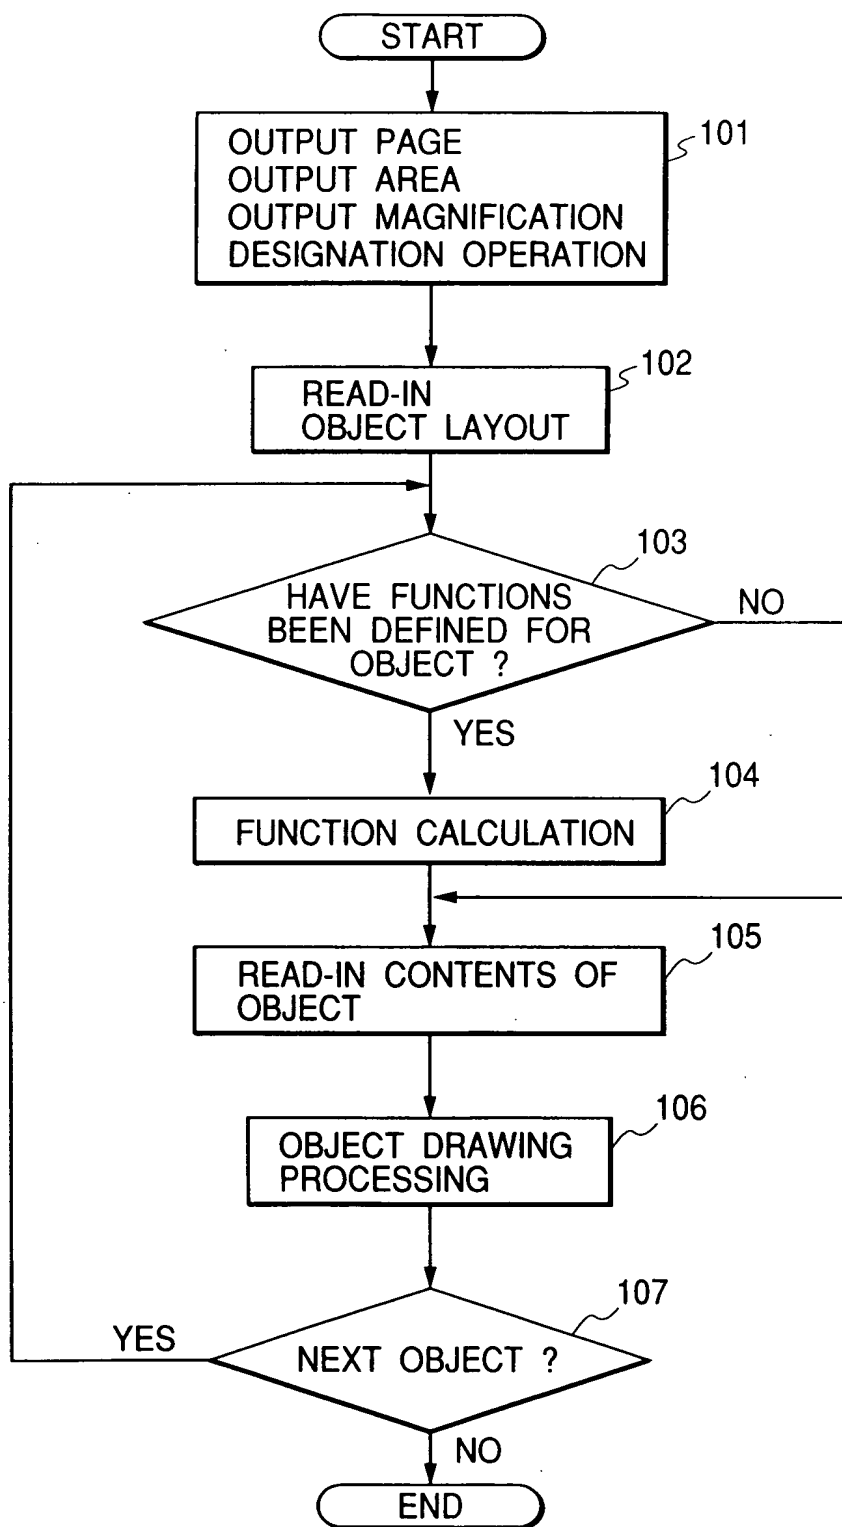 START
101
OUTPUT PAGE
OUTPUT AREA
OUTPUT MAGNIFICATION
DESIGNATION OPERATION
102
READ-IN
OBJECT LAYOUT
103
HAVE FUNCTIONS
BEEN DEFINED FOR
OBJECT ?
NO
YES
104
FUNCTION CALCULATION
105
READ-IN CONTENTS OF
OBJECT
106
OBJECT DRAWING
PROCESSING
107
YES
NEXT OBJECT ?
NO
END